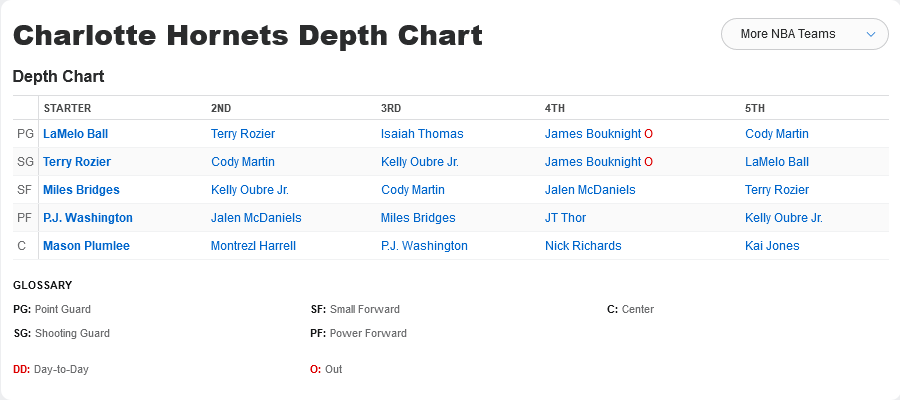 Charlotte Hornets Depth Chart
More NBA Teams
Depth Chart
STARTER 2ND 3RD 4TH 5TH
PG LaMelo Ball Terry Rozier Isaiah Thomas James Bouknight O Cody Martin
SG Terry Rozier Cody Martin Kelly Oubre Jr. James Bouknight O LaMelo Ball
SF Miles Bridges Kelly Oubre Jr. Cody Martin Jalen McDaniels Terry Rozier
PF P.J. Washington Jalen McDaniels Miles Bridges JT Thor Kelly Oubre Jr.
C Mason Plumlee Montrezl Harrell P.J. Washington Nick Richards Kai Jones
GLOSSARY
PG: Point Guard SF: Small Forward C: Center
SG: Shooting Guard PF: Power Forward
DD: Day-to-Day O: Out